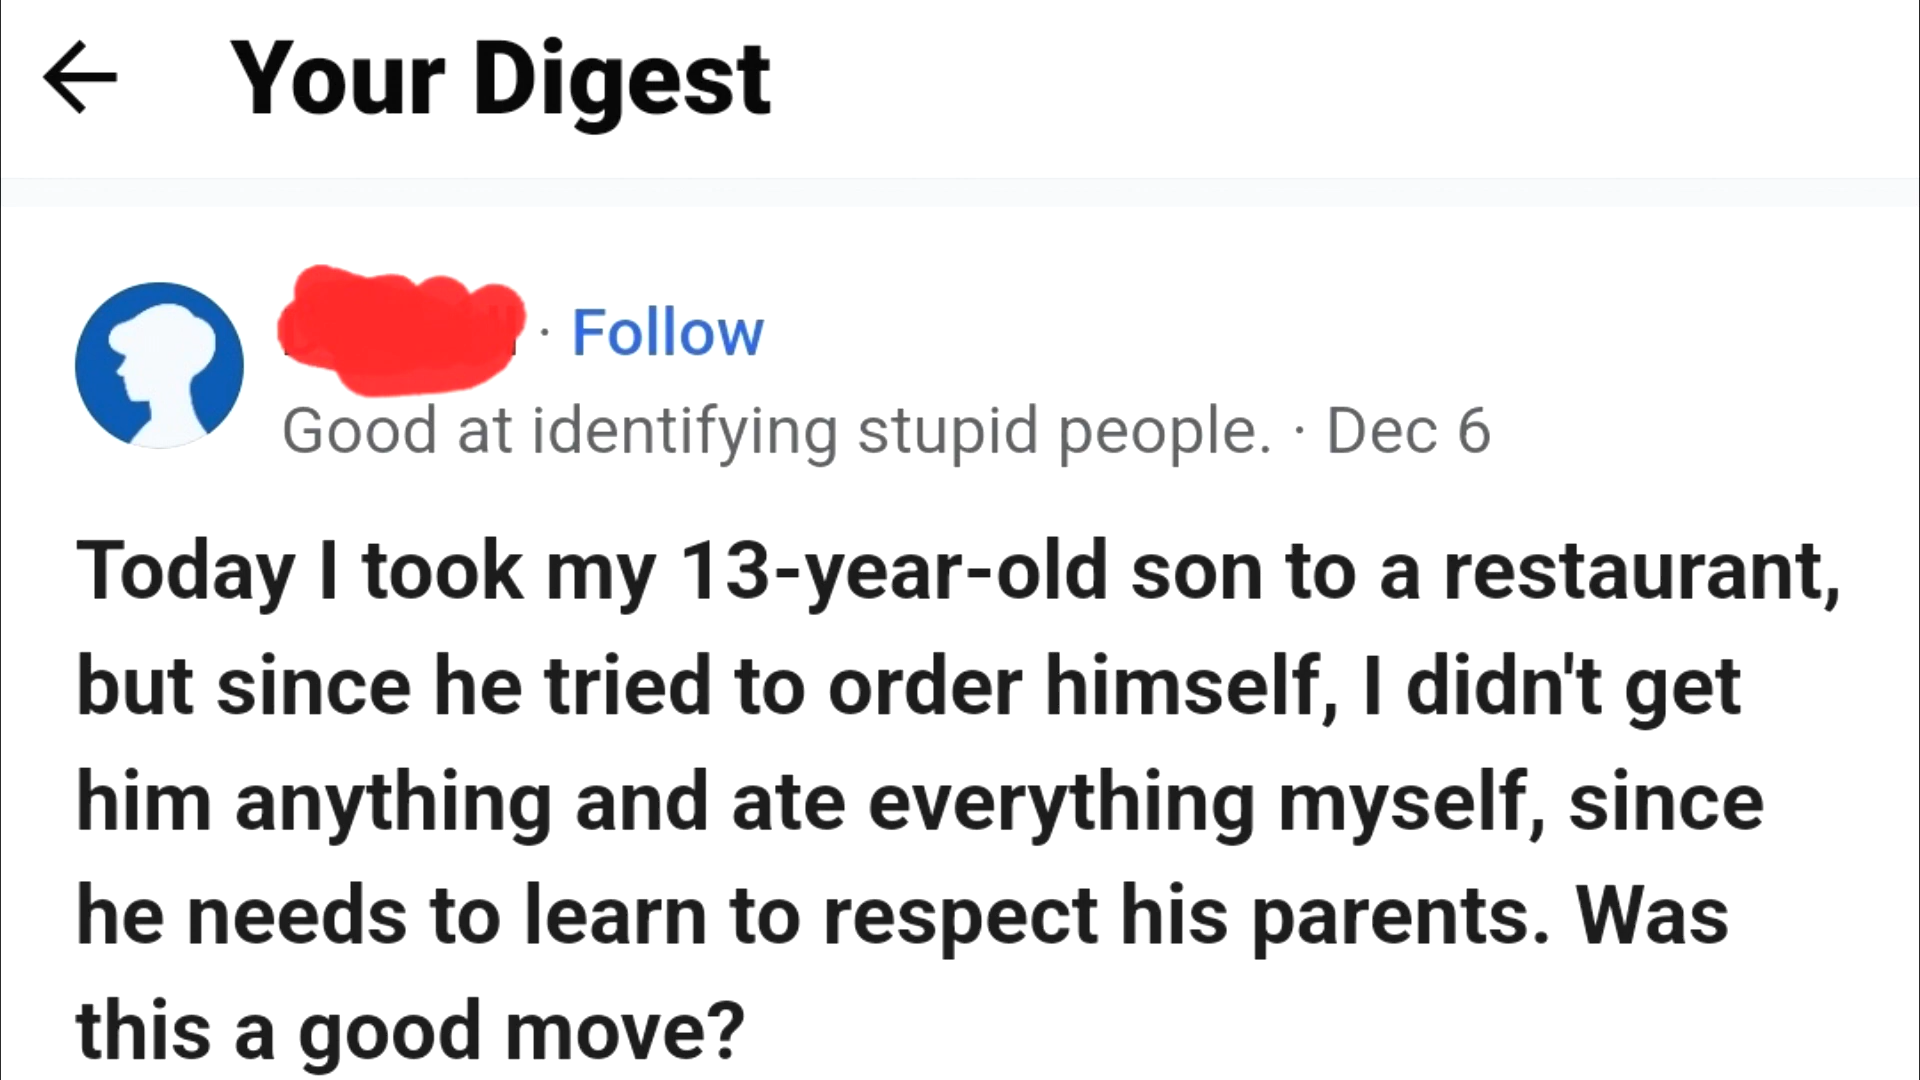 Your Digest
· Follow
Good at identifying stupid people. · Dec 6
Today I took my 13-year-old son to a restaurant,
but since he tried to order himself, I didn't get
him anything and ate everything myself, since
he needs to learn to respect his parents. Was
this a good move?